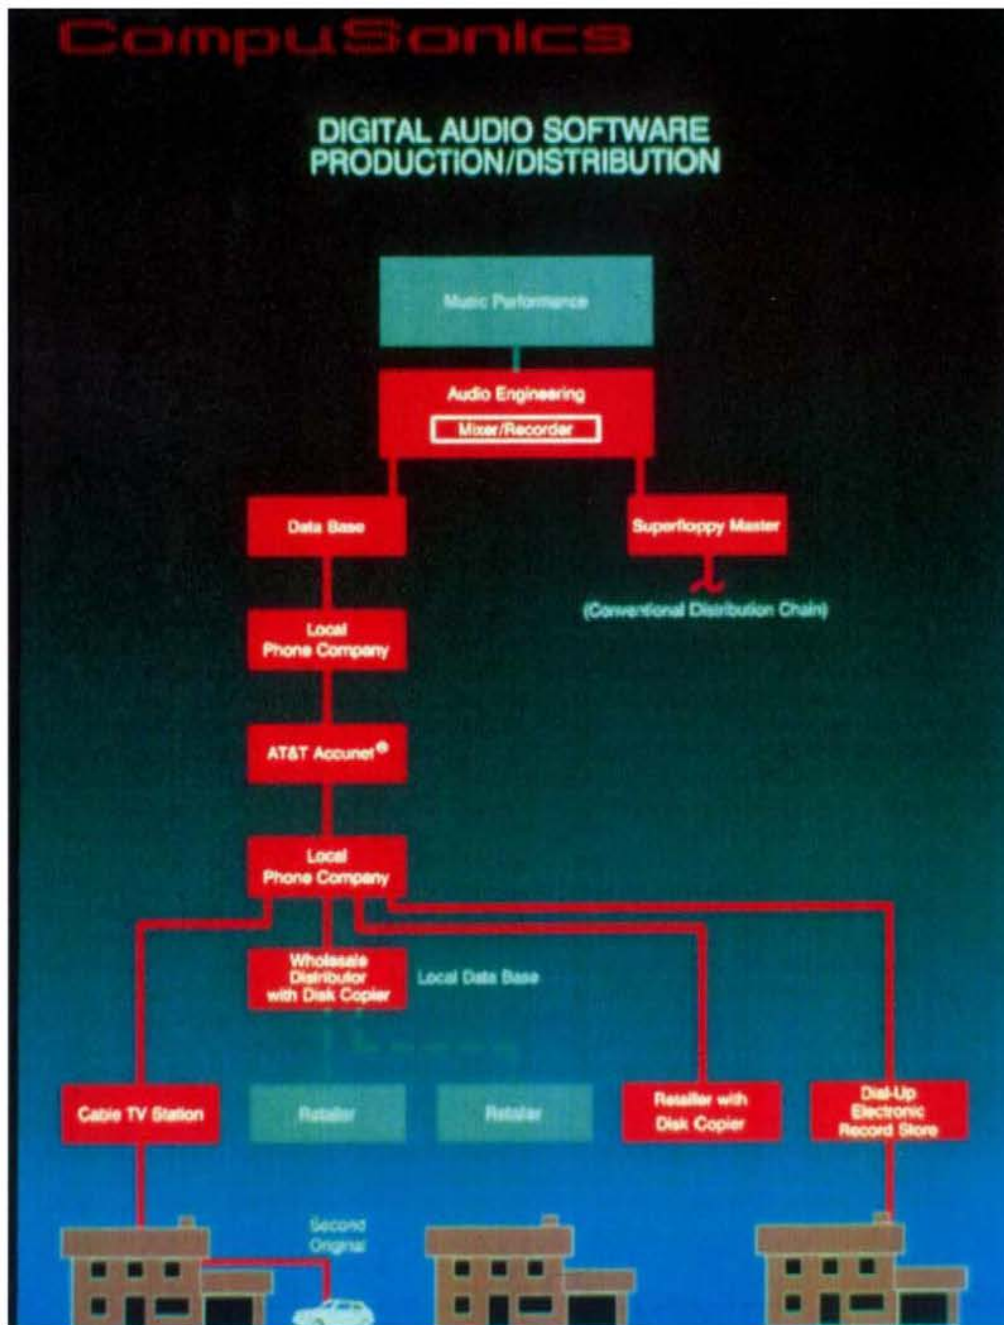 CompuSonics
DIGITAL AUDIO SOFTWARE
PRODUCTION/DISTRIBUTION
Music Performance
Audio Engineering
Mixer/Recorder
Data Base
Superfloppy Master
(Conventional Distribution Chain)
Local
Phone Company
AT&T Accunet®
Local
Phone Company
Wholesale
Distributor
with Disk Copier
Local Data Base
Cable TV Station
Retailer
Retailer
Retailer with
Disk Copier
Dial-Up
Electronic
Record Store
Second
Original